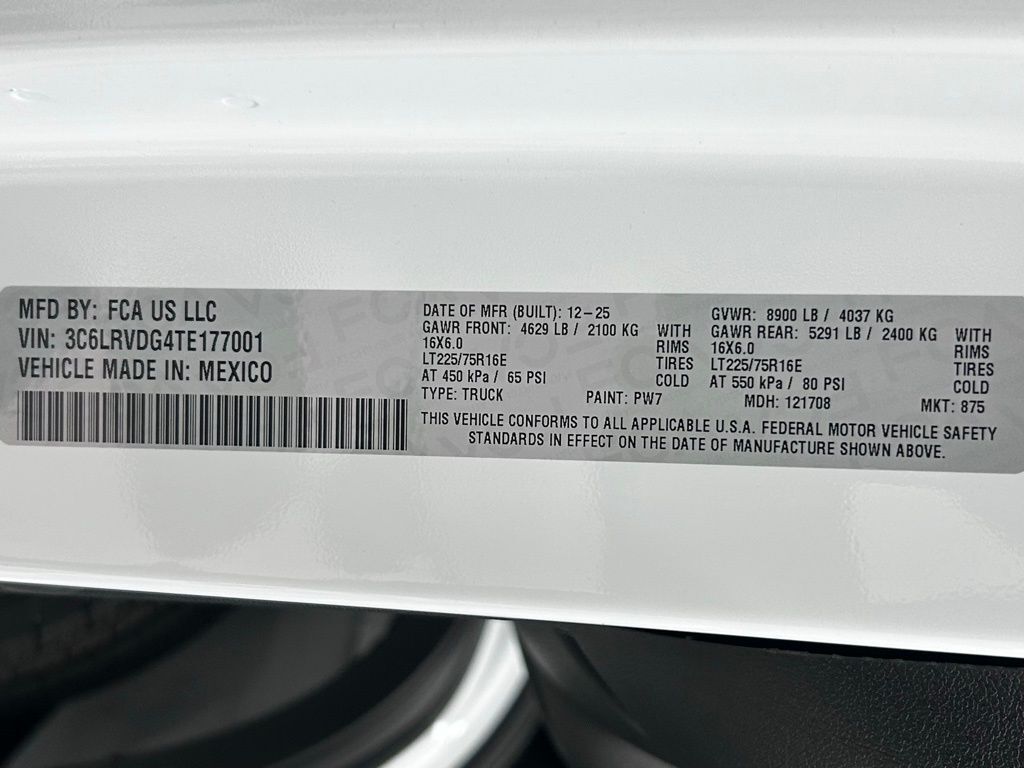 MFD BY: FCA US LLC
VIN: 3C6LRVDG4TE177001
VEHICLE MADE IN: MEXICO
DATE OF MFR (BUILT): 12-25
GAWR FRONT: 4629 LB / 2100 KG WITH
16X6.0 RIMS
LT225/75R16E TIRES
AT 450 kPa / 65 PSI COLD
TYPE: TRUCK PAINT: PW7
GVWR: 8900 LB / 4037 KG
GAWR REAR: 5291 LB / 2400 KG WITH
16X6.0 RIMS
LT225/75R16E TIRES
AT 550 kPa / 80 PSI COLD
MDH: 121708 MKT: 875
THIS VEHICLE CONFORMS TO ALL APPLICABLE U.S.A. FEDERAL MOTOR VEHICLE SAFETY
STANDARDS IN EFFECT ON THE DATE OF MANUFACTURE SHOWN ABOVE.